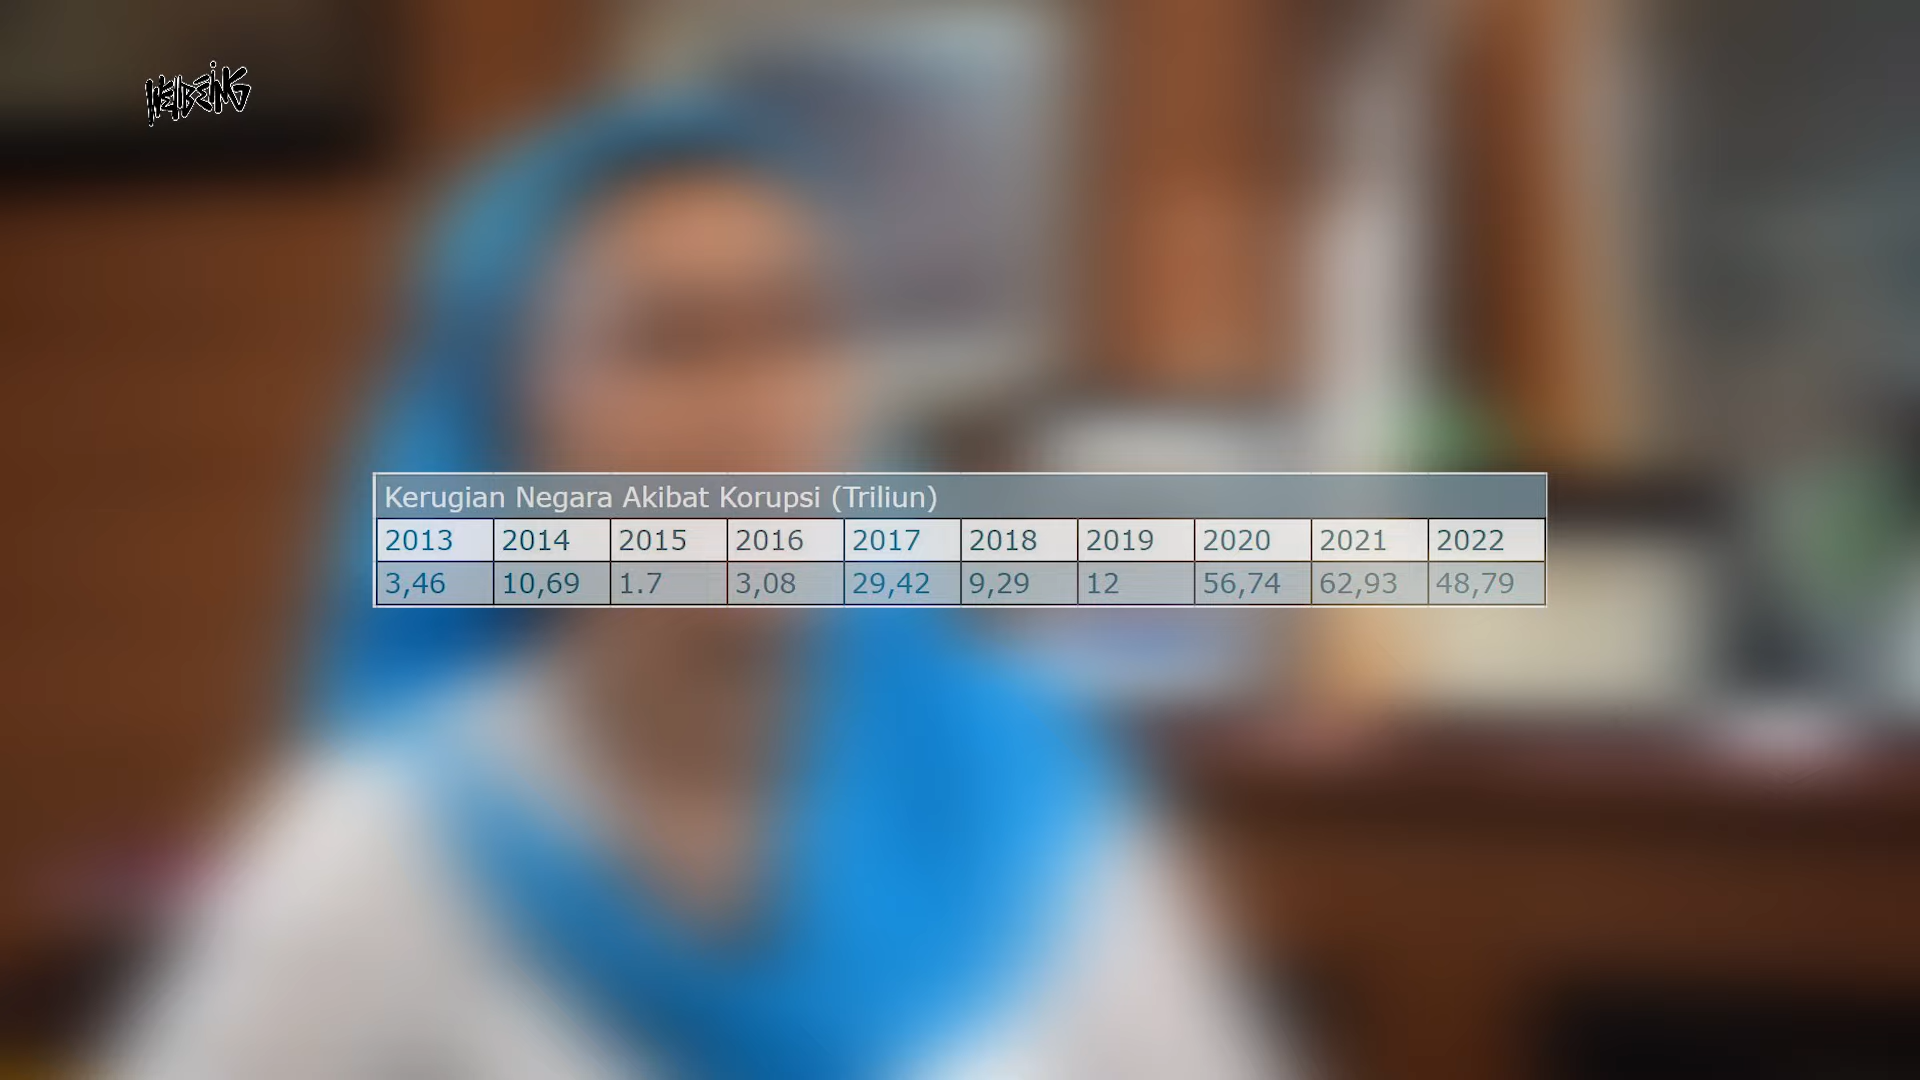 Kerugian Negara Akibat Korupsi (Triliun)
2013 2014 2015 2016 2017 2018 2019 2020 2021 2022
3,46 10,69 1.7 3,08 29,42 9,29 12 56,74 62,93 48,79